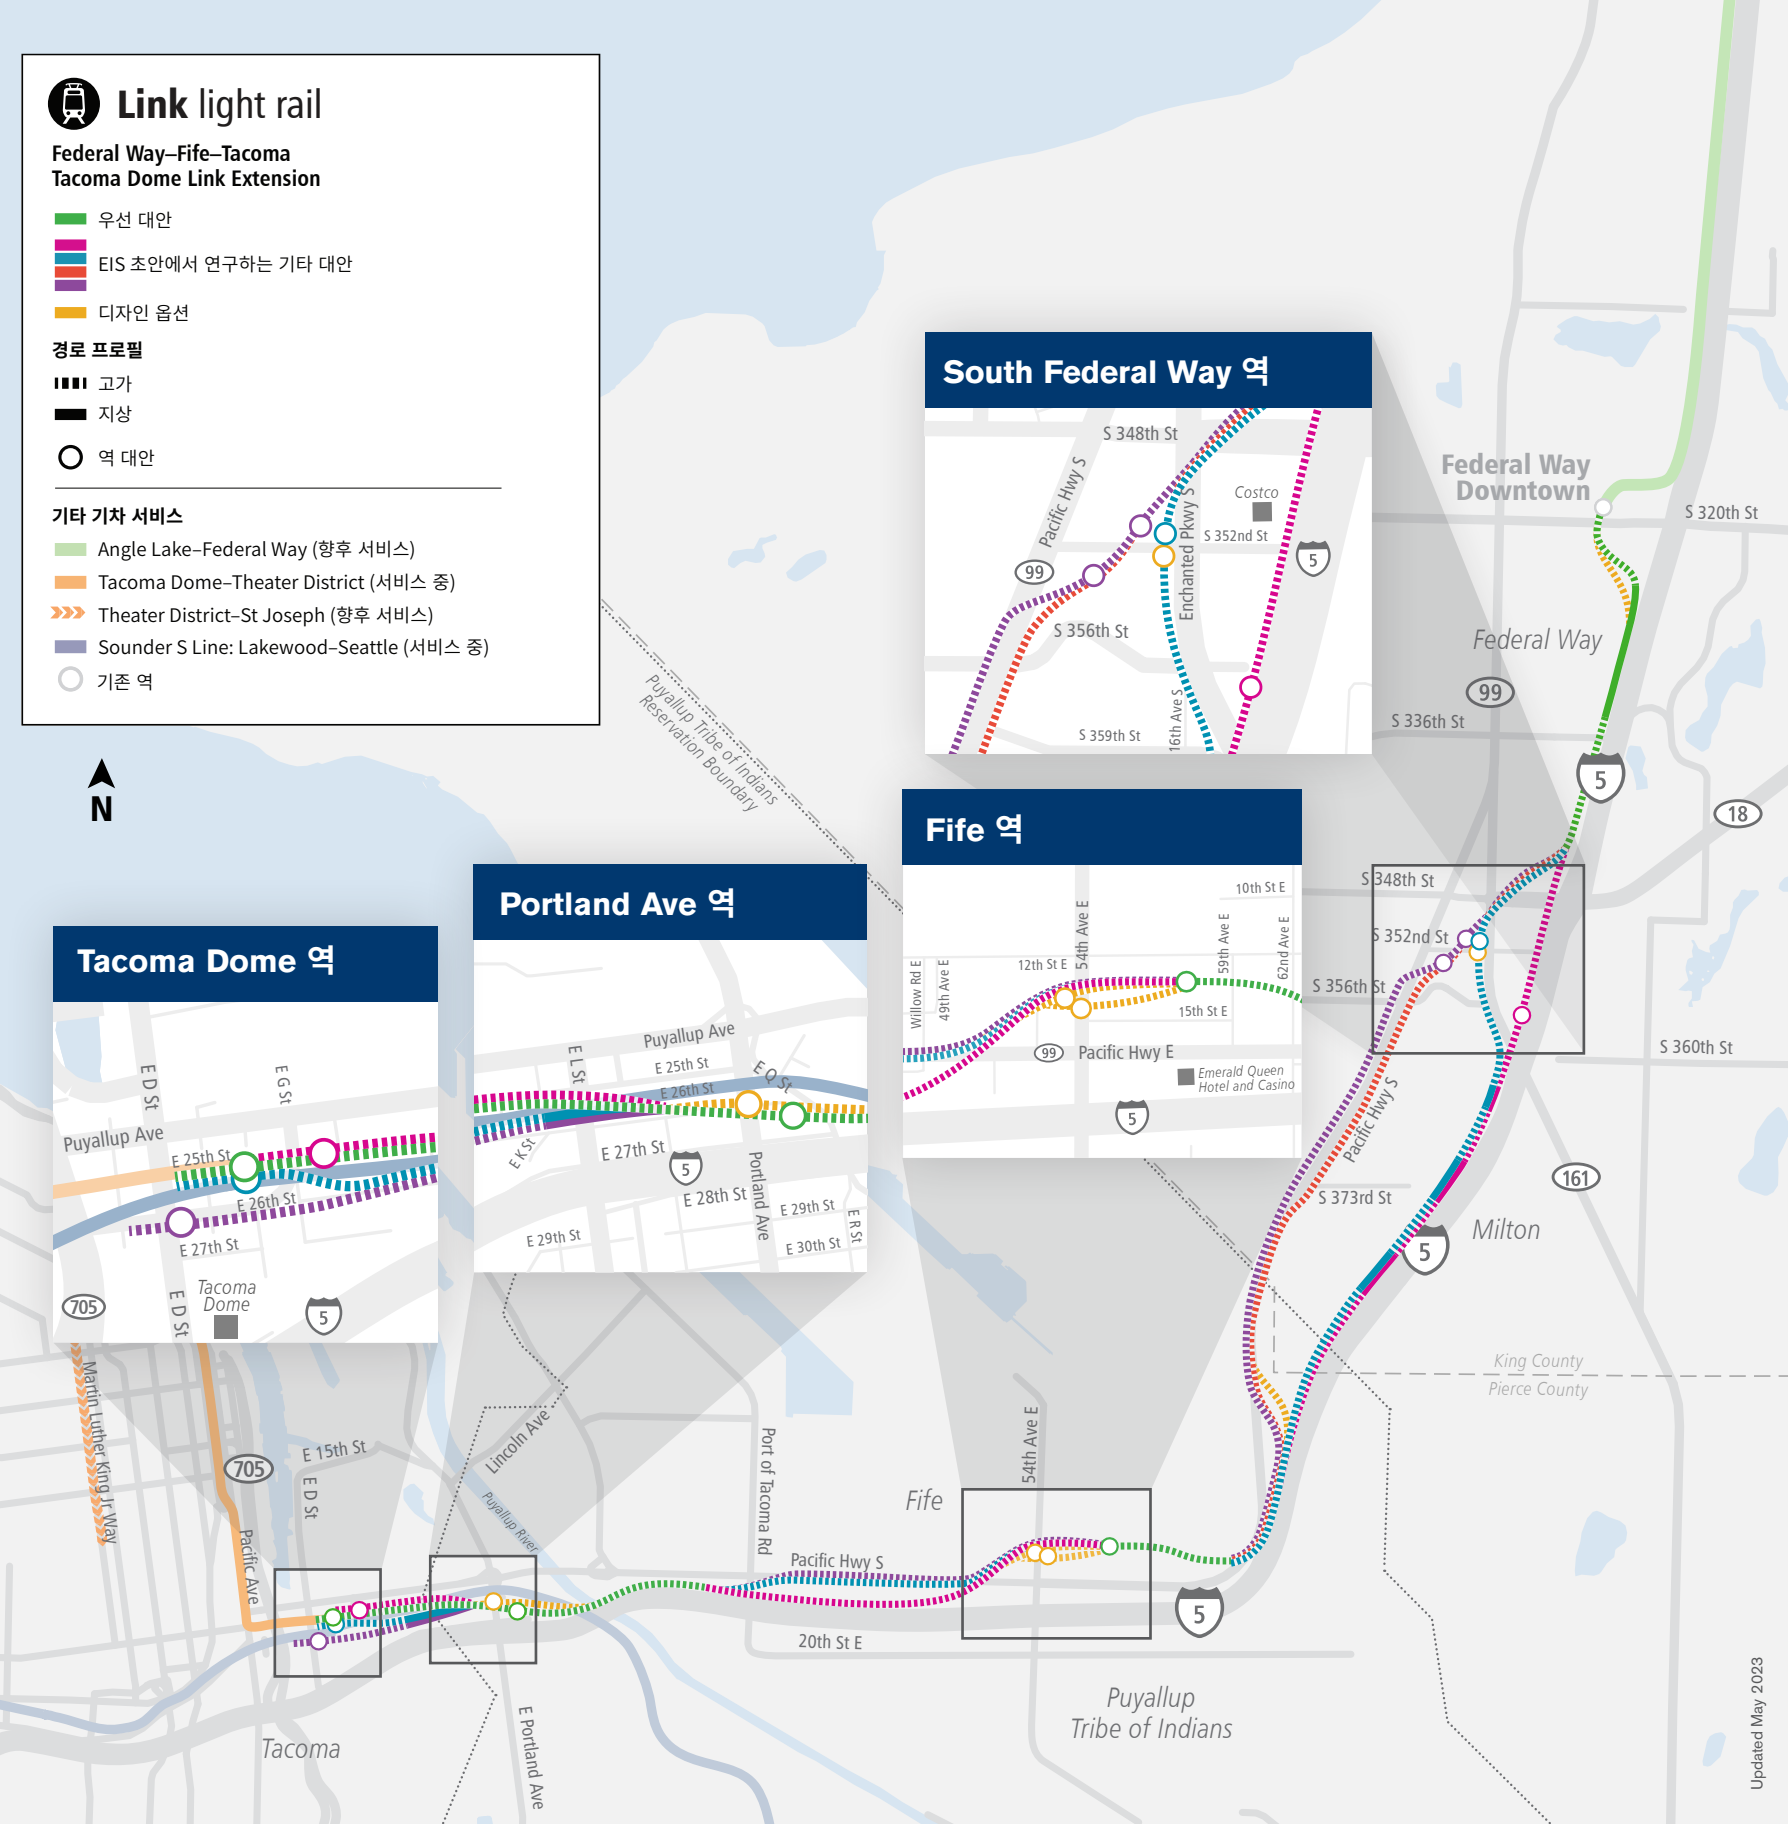 Link light rail
Federal Way–Fife–Tacoma
Tacoma Dome Link Extension
우선 대안
EIS 초안에서 연구하는 기타 대안
디자인 옵션
경로 프로필
고가
지상
역 대안
기타 기차 서비스
Angle Lake–Federal Way (향후 서비스)
Tacoma Dome–Theater District (서비스 중)
Theater District–St Joseph (향후 서비스)
Sounder S Line: Lakewood–Seattle (서비스 중)
기존 역
N
Puyallup Tribe of Indians
Reservation Boundary
South Federal Way 역
S 348th St
Pacific Hwy S
Costco
Enchanted Pkwy S
S 352nd St
5
99
S 356th St
16th Ave S
S 359th St
Federal Way
Downtown
S 320th St
Federal Way
99
S 336th St
5
18
S 348th St
S 352nd St
S 356th St
S 360th St
Pacific Hwy S
161
S 373rd St
Milton
5
King County
Pierce County
Fife 역
10th St E
54th Ave E
59th Ave E
62nd Ave E
12th St E
Willow Rd E
49th Ave E
15th St E
99
Pacific Hwy E
Emerald Queen
Hotel and Casino
5
Portland Ave 역
Puyallup Ave
E L St
E 25th St
E Q St
E 26th St
E K St
E 27th St
5
Portland Ave
E 28th St
E 29th St
E 29th St
E R St
E 30th St
Tacoma Dome 역
E D St
E G St
Puyallup Ave
E 25th St
E 26th St
E 27th St
Tacoma
Dome
E D St
705
5
Martin Luther King Jr Way
705
E 15th St
E D St
Pacific Ave
Lincoln Ave
Puyallup River
Port of Tacoma Rd
54th Ave E
Fife
Pacific Hwy S
5
20th St E
E Portland Ave
Tacoma
Puyallup
Tribe of Indians
Updated May 2023